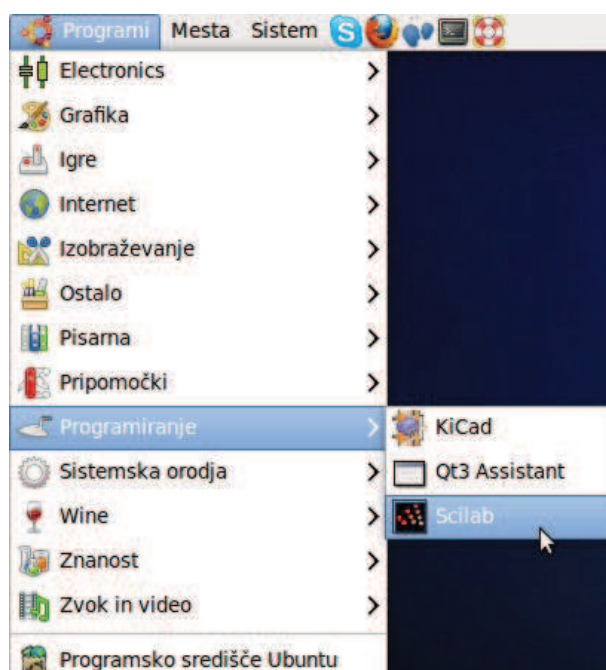 Programi Mesta Sistem
Electronics
Grafika
Igre
Internet
Izobraževanje
Ostalo
Pisarna
Pripomočki
Programiranje
KiCad
Sistemska orodja
Qt3 Assistant
Wine
Scilab
Znanost
Zvok in video
Programsko središče Ubuntu